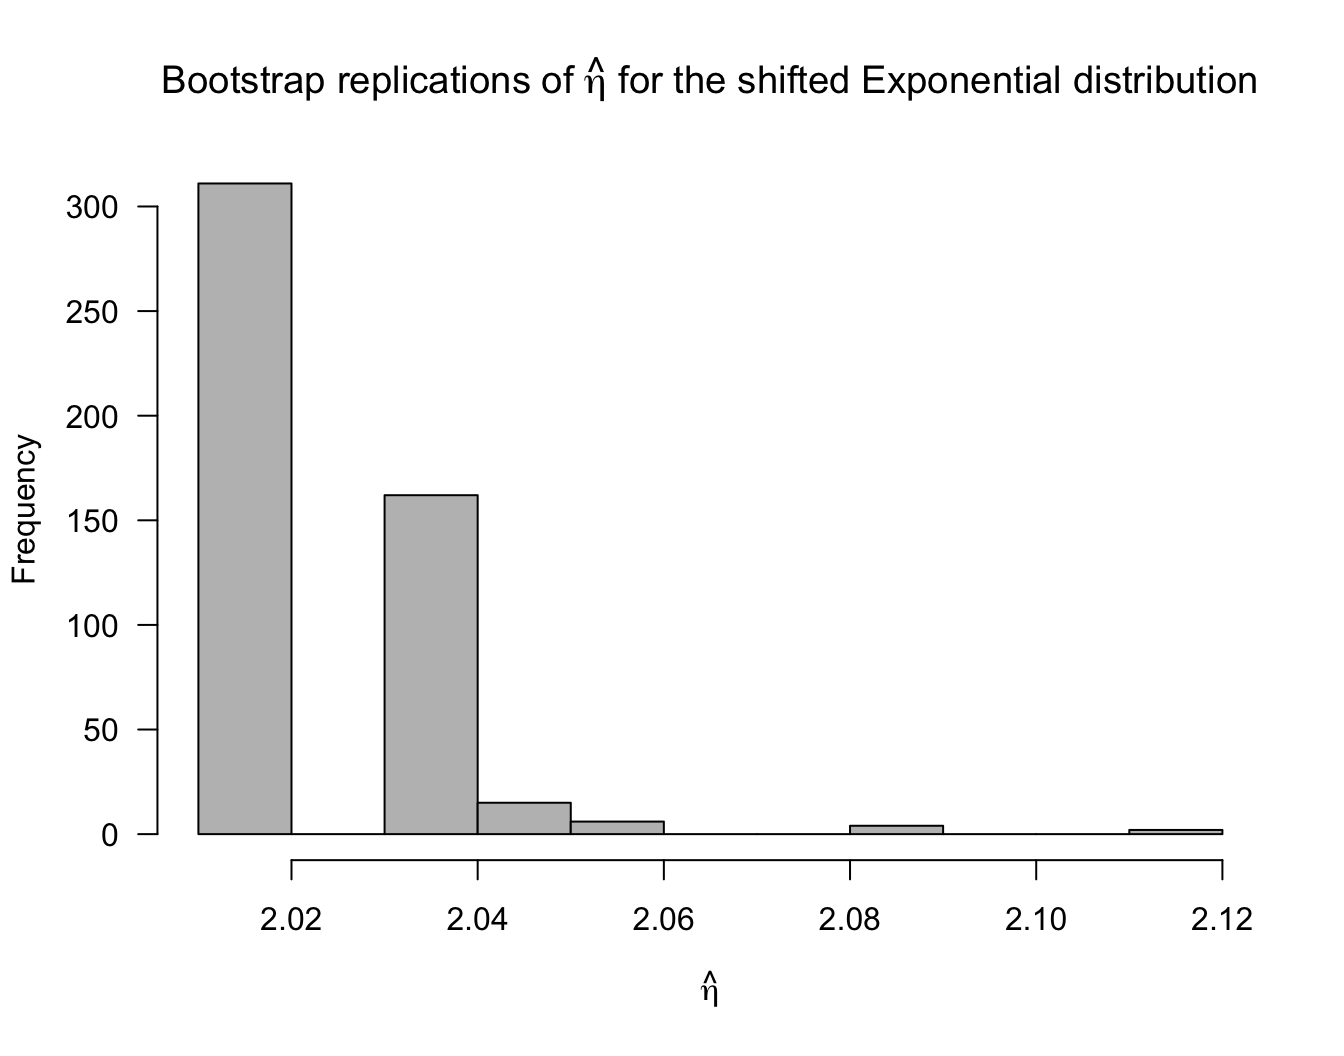 Bootstrap replications of η̂ for the shifted Exponential distribution
300
250
200
150
100
50
0
Frequency
2.02 2.04 2.06 2.08 2.10 2.12
η̂